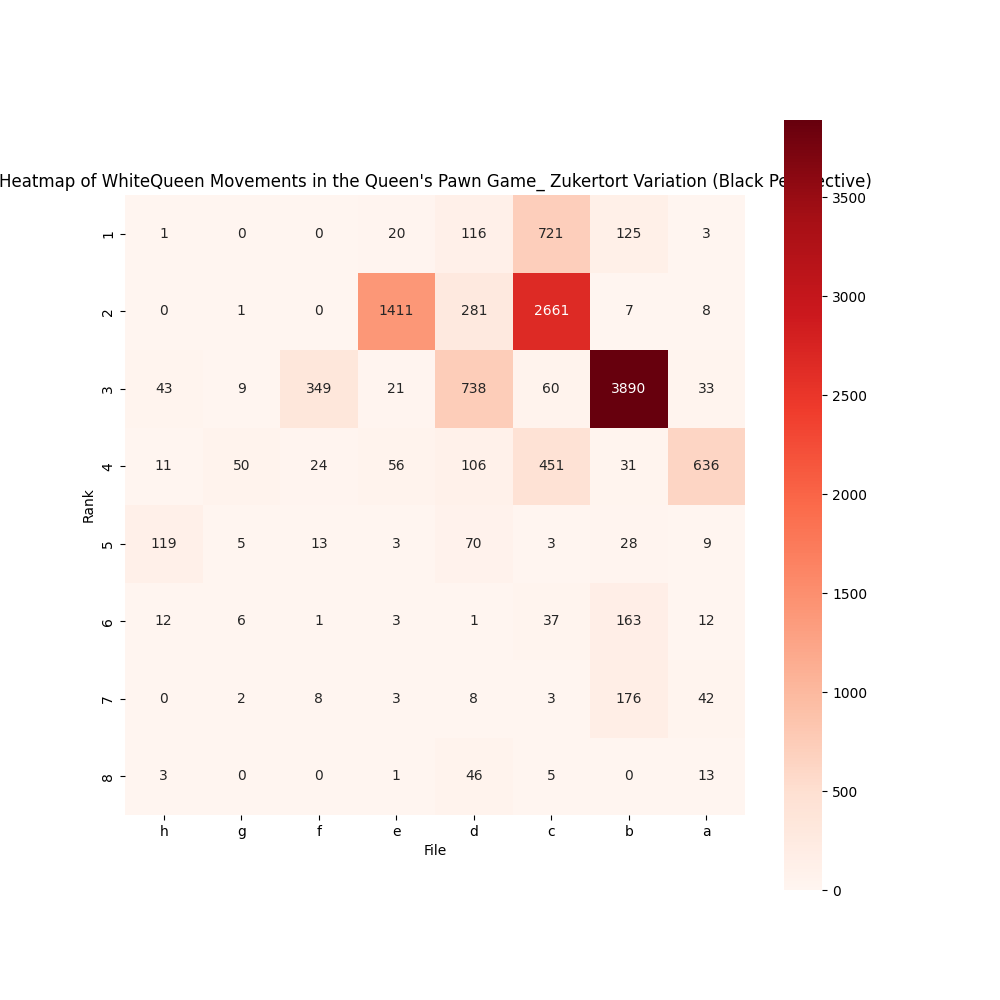 Heatmap of WhiteQueen Movements in the Queen's Pawn Game_ Zukertort Variation (Black Pe ective)
3500
1 1 0 0 20 116 721 125 3
3000
2 0 1 0 1411 281 2661 7 8
2500
3 43 9 349 21 738 60 3890 33
2000
4 11 50 24 56 106 451 31 636
Rank
5 119 5 13 3 70 3 28 9
1500
6 12 6 1 3 1 37 163 12
1000
7 0 2 8 3 8 3 176 42
500
8 3 0 0 1 46 5 0 13
h g f e d c b a
File
0